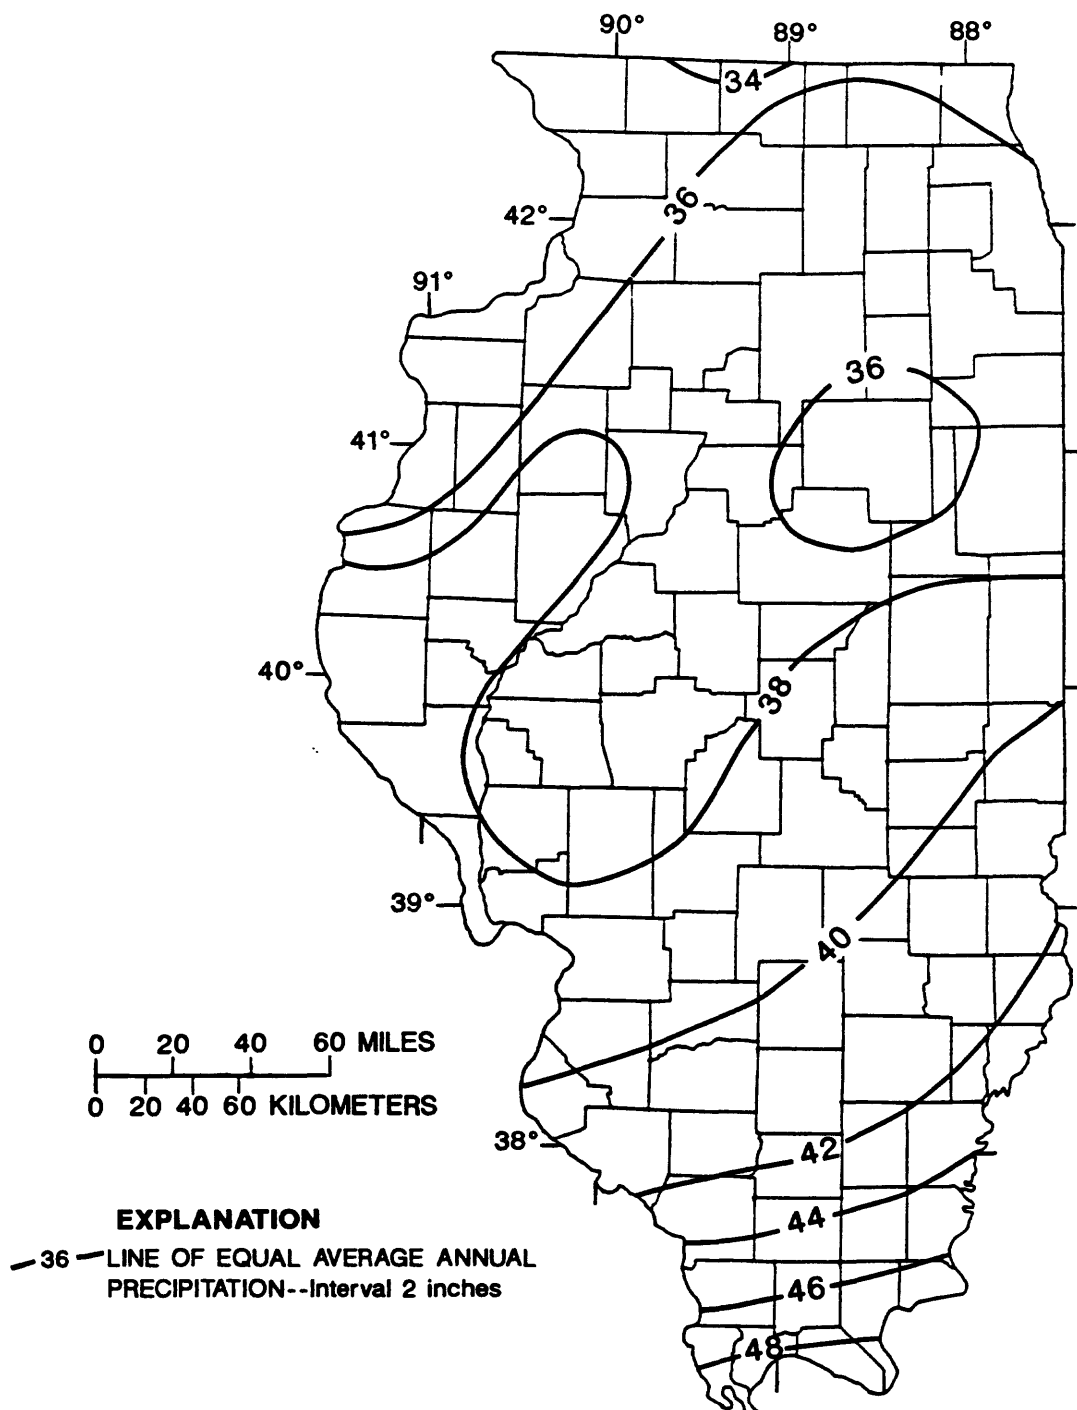 90° 89° 88°
34
36
42°
91°
36
41°
40°
38
39°
40
0 20 40 60 MILES
0 20 40 60 KILOMETERS
38°
42
44
EXPLANATION
36 LINE OF EQUAL AVERAGE ANNUAL
PRECIPITATION--Interval 2 inches
46
48